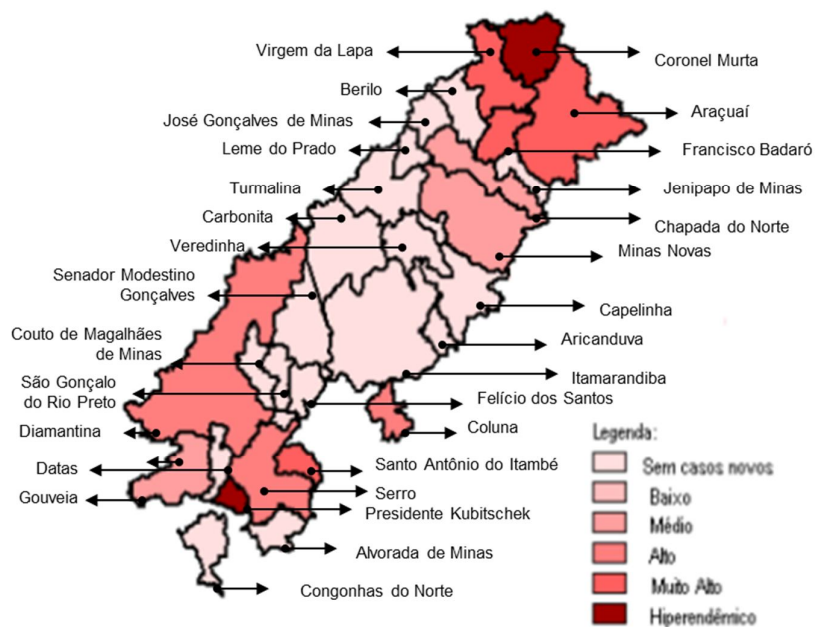 Virgem da Lapa
Coronel Murta
Berilo
Araçuaí
José Gonçalves de Minas
Francisco Badaró
Leme do Prado
Turmalina
Jenipapo de Minas
Carbonita
Chapada do Norte
Veredinha
Minas Novas
Senador Modestino
Gonçalves
Capelinha
Couto de Magalhães
de Minas
Aricanduva
São Gonçalo
do Rio Preto
Itamarandiba
Felício dos Santos
Diamantina
Coluna
Datas
Santo Antônio do Itambé
Gouveia
Serro
Presidente Kubitschek
Alvorada de Minas
Congonhas do Norte
Legenda:
Sem casos novos
Baixo
Médio
Alto
Muito Alto
Hiperendêmico